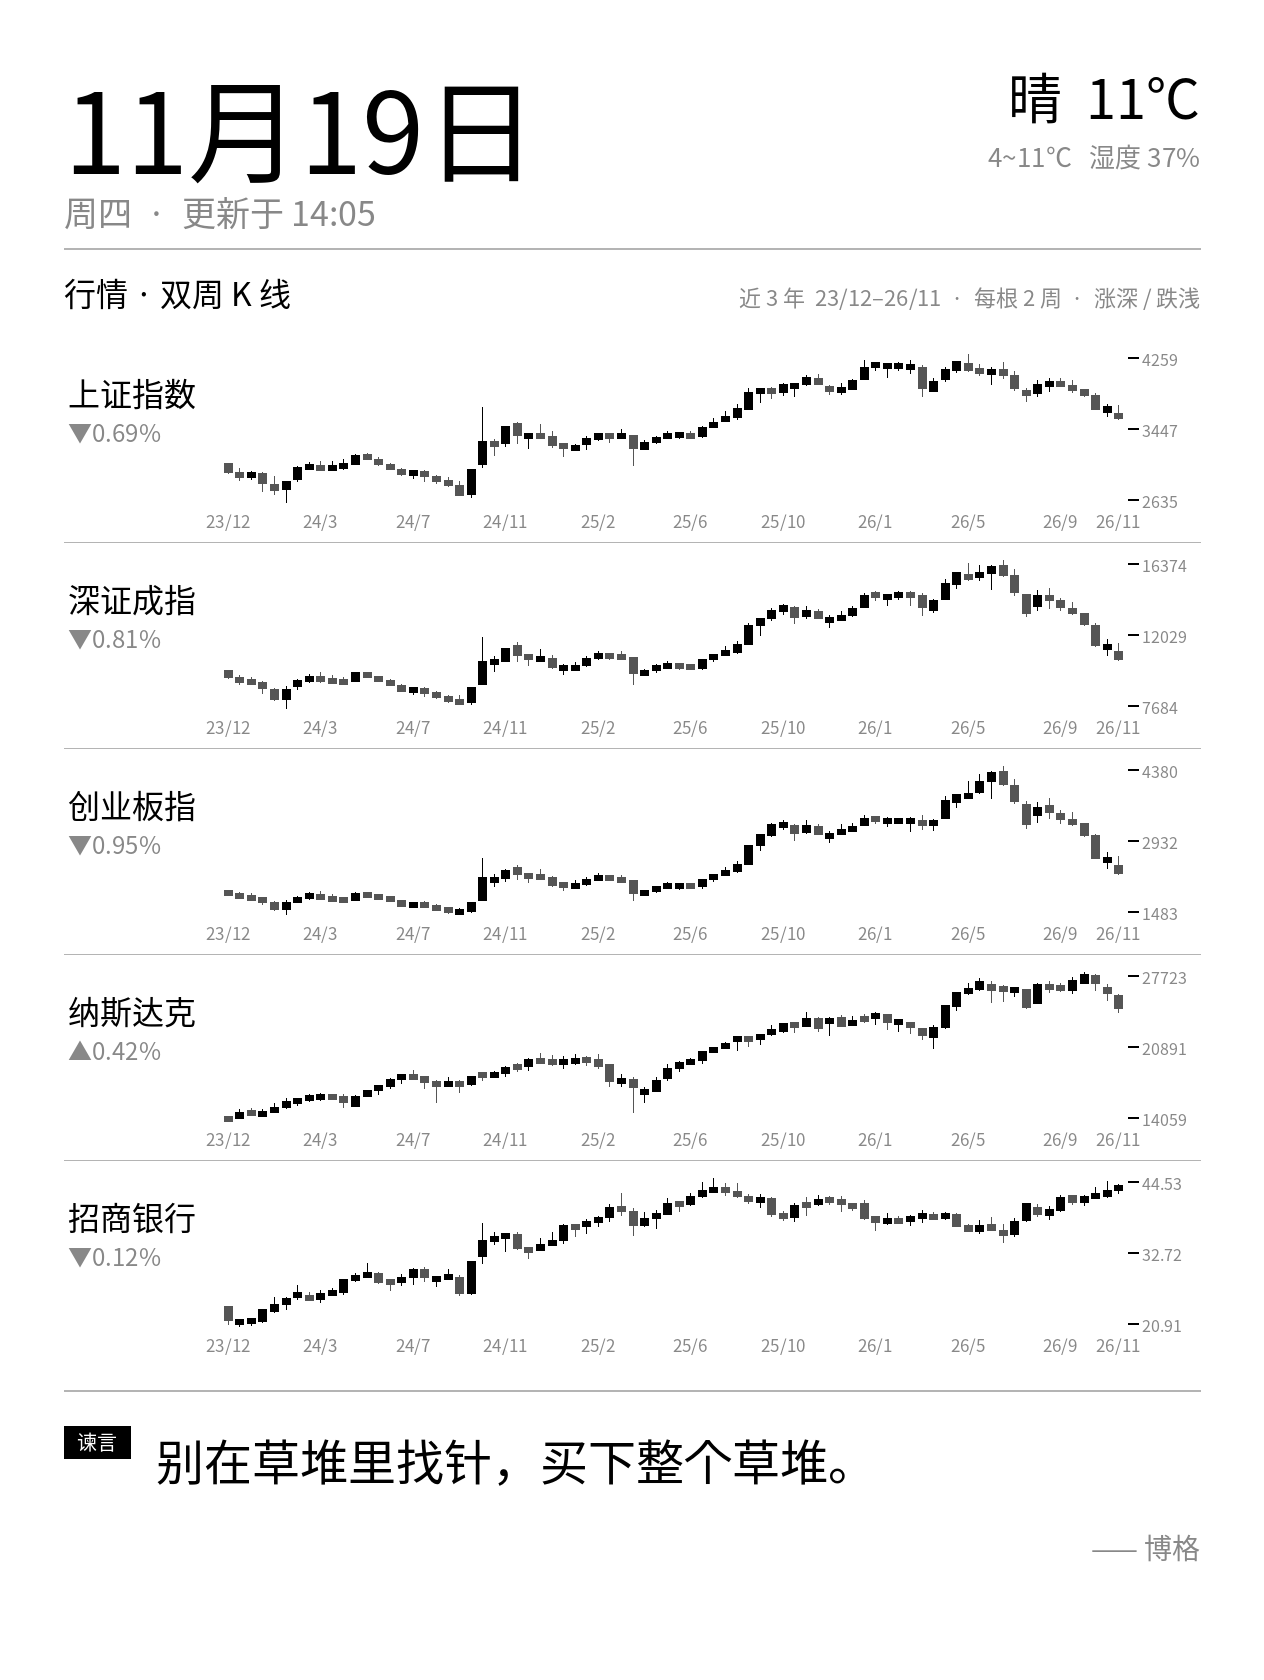 11月19日
晴 11℃
4~11℃ 湿度 37%
周四 · 更新于 14:05
行情 · 双周 K 线
近 3 年 23/12–26/11 · 每根 2 周 · 涨深 / 跌浅
上证指数
▼0.69%
4259
3447
2635
23/12 24/3 24/7 24/11 25/2 25/6 25/10 26/1 26/5 26/9 26/11
深证成指
▼0.81%
16374
12029
7684
23/12 24/3 24/7 24/11 25/2 25/6 25/10 26/1 26/5 26/9 26/11
创业板指
▼0.95%
4380
2932
1483
23/12 24/3 24/7 24/11 25/2 25/6 25/10 26/1 26/5 26/9 26/11
纳斯达克
▲0.42%
27723
20891
14059
23/12 24/3 24/7 24/11 25/2 25/6 25/10 26/1 26/5 26/9 26/11
招商银行
▼0.12%
44.53
32.72
20.91
23/12 24/3 24/7 24/11 25/2 25/6 25/10 26/1 26/5 26/9 26/11
谏言
别在草堆里找针，买下整个草堆。
—— 博格